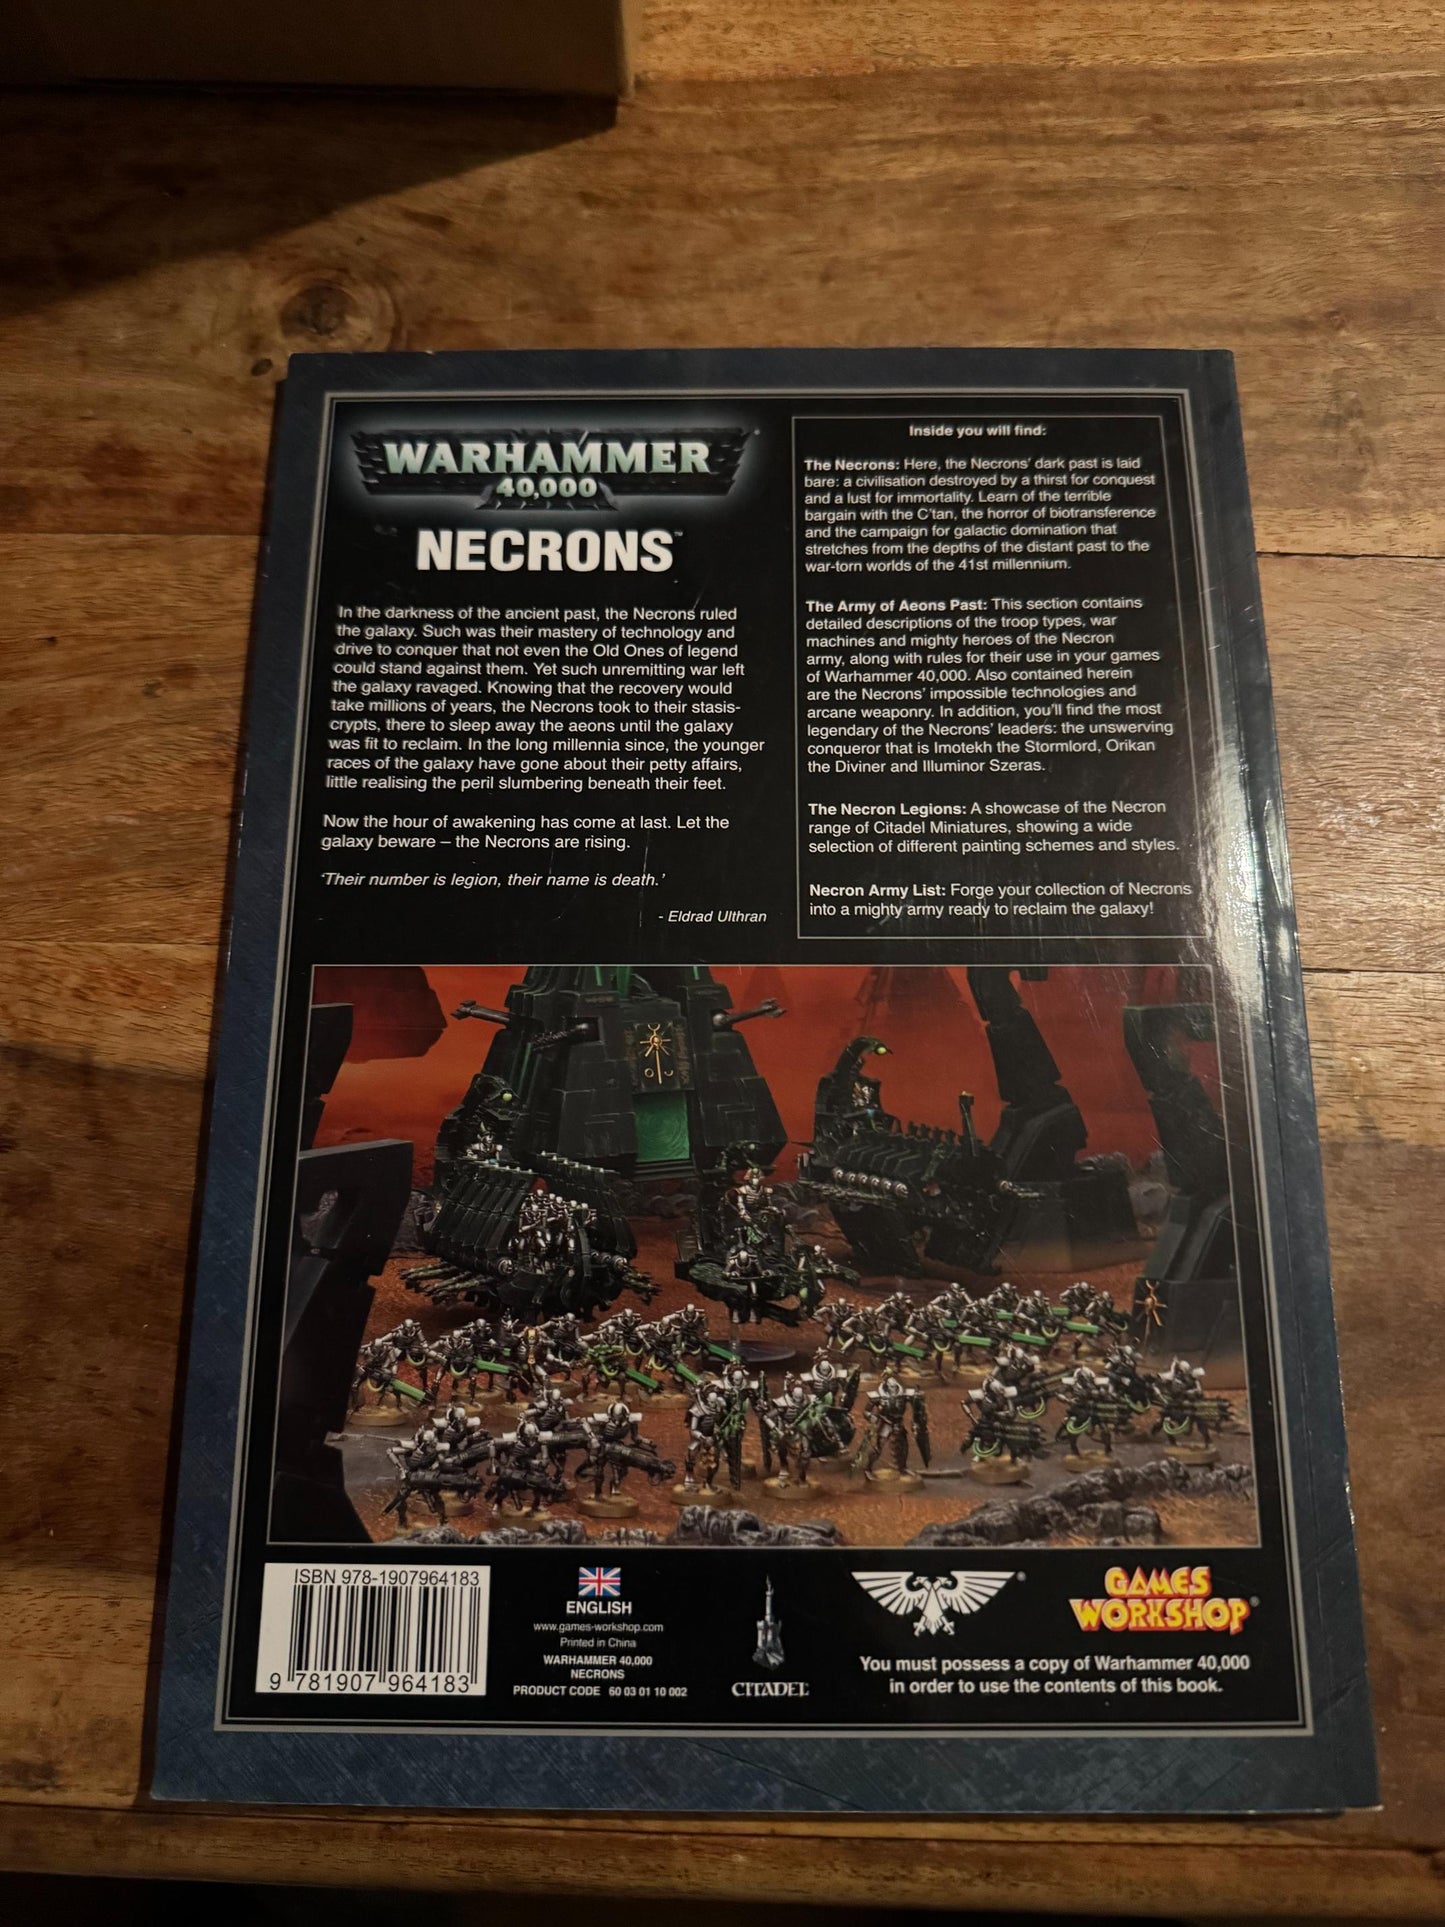 WARHAMMER
40,000
NECRONS™
In the darkness of the ancient past, the Necrons ruled
the galaxy. Such was their mastery of technology and
drive to conquer that not even the Old Ones of legend
could stand against them. Yet such unremitting war left
the galaxy ravaged. Knowing that the recovery would
take millions of years, the Necrons took to their stasis-
crypts, there to sleep away the aeons until the galaxy
was fit to reclaim. In the long millennia since, the younger
races of the galaxy have gone about their petty affairs,
little realising the peril slumbering beneath their feet.
Now the hour of awakening has come at last. Let the
galaxy beware – the Necrons are rising.
‘Their number is legion, their name is death.’
- Eldrad Ulthran
Inside you will find:
The Necrons: Here, the Necrons’ dark past is laid
bare: a civilisation destroyed by a thirst for conquest
and a lust for immortality. Learn of the terrible
bargain with the C’tan, the horror of biotransference
and the campaign for galactic domination that
stretches from the depths of the distant past to the
war-torn worlds of the 41st millennium.
The Army of Aeons Past: This section contains
detailed descriptions of the troop types, war
machines and mighty heroes of the Necron
army, along with rules for their use in your games
of Warhammer 40,000. Also contained herein
are the Necrons’ impossible technologies and
arcane weaponry. In addition, you’ll find the most
legendary of the Necrons’ leaders: the unswerving
conqueror that is Imotekh the Stormlord, Orikan
the Diviner and Illuminor Szeras.
The Necron Legions: A showcase of the Necron
range of Citadel Miniatures, showing a wide
selection of different painting schemes and styles.
Necron Army List: Forge your collection of Necrons
into a mighty army ready to reclaim the galaxy!
ISBN 978-1907964183
9 781907 964183
ENGLISH
www.games-workshop.com
Printed in China
WARHAMMER 40,000
NECRONS
PRODUCT CODE 60 03 01 10 002
CITADEL
®
GAMES
WORKSHOP®
You must possess a copy of Warhammer 40,000
in order to use the contents of this book.